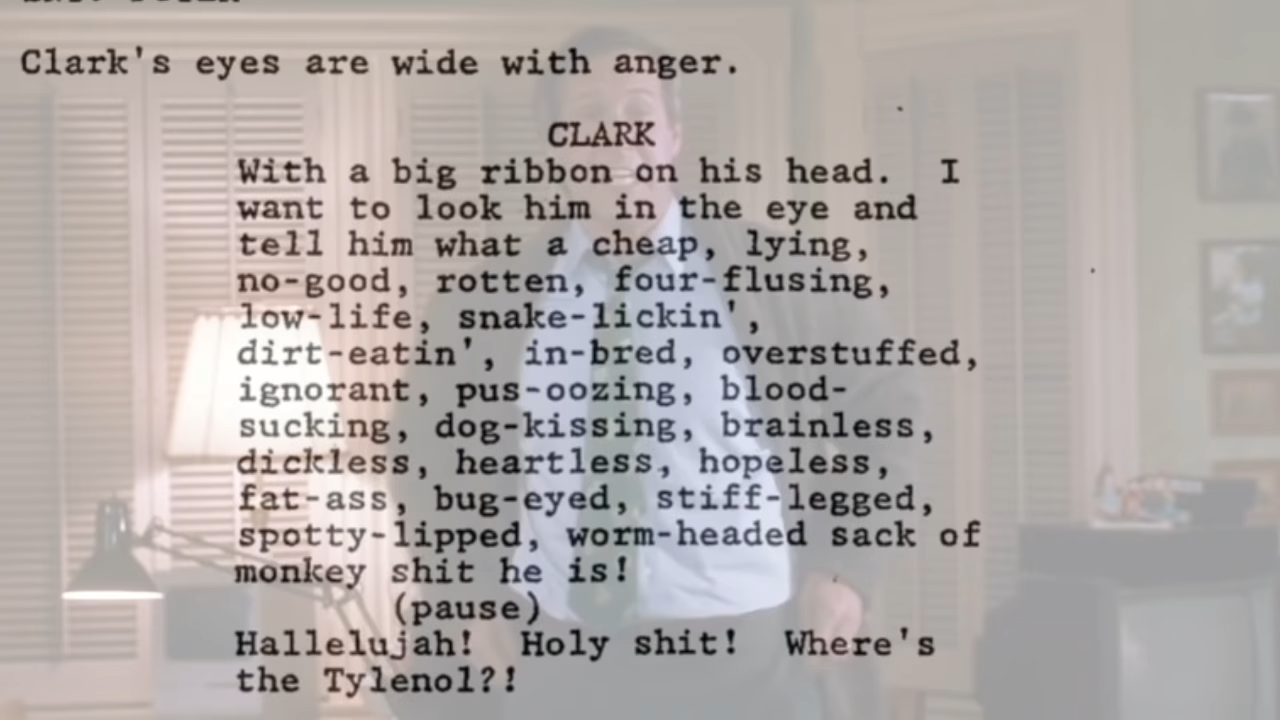 Clark's eyes are wide with anger.
CLARK
With a big ribbon on his head. I
want to look him in the eye and
tell him what a cheap, lying,
no-good, rotten, four-flusing,
low-life, snake-lickin',
dirt-eatin', in-bred, overstuffed,
ignorant, pus-oozing, blood-
sucking, dog-kissing, brainless,
dickless, heartless, hopeless,
fat-ass, bug-eyed, stiff-legged,
spotty-lipped, worm-headed sack of
monkey shit he is!
(pause)
Hallelujah! Holy shit! Where's
the Tylenol?!